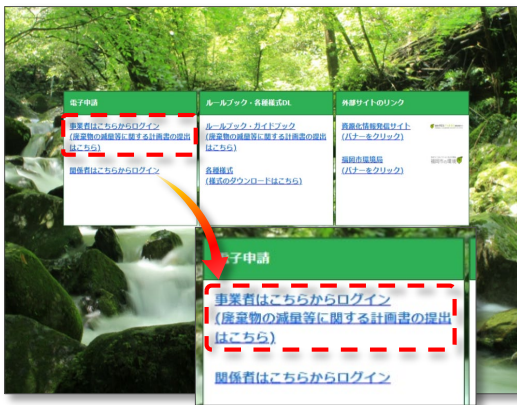 電子申請
事業者はこちらからログイン
(廃棄物の減量等に関する計画書の提出
はこちら)
関係者はこちらからログイン
ルールブック・各種様式DL
ルールブック・ガイドブック
(廃棄物の減量等に関する計画書の提出
はこちら)
各種様式
(様式のダウンロードはこちら)
外部サイトのリンク
資源化情報発信サイト
(バナーをクリック)
福岡市環境局
(バナーをクリック)
電子申請
事業者はこちらからログイン
(廃棄物の減量等に関する計画書の提出
はこちら)
関係者はこちらからログイン